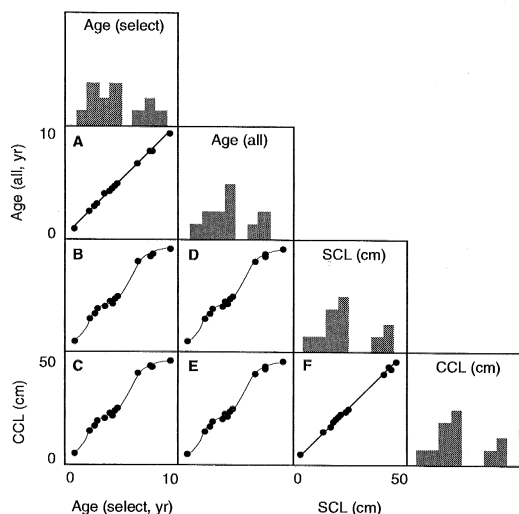 Age (select)
10
Age (all, yr)
A
Age (all)
0
B
D
SCL (cm)
50
CCL (cm)
C
E
F
CCL (cm)
0
0
10
0
50
Age (select, yr)
SCL (cm)